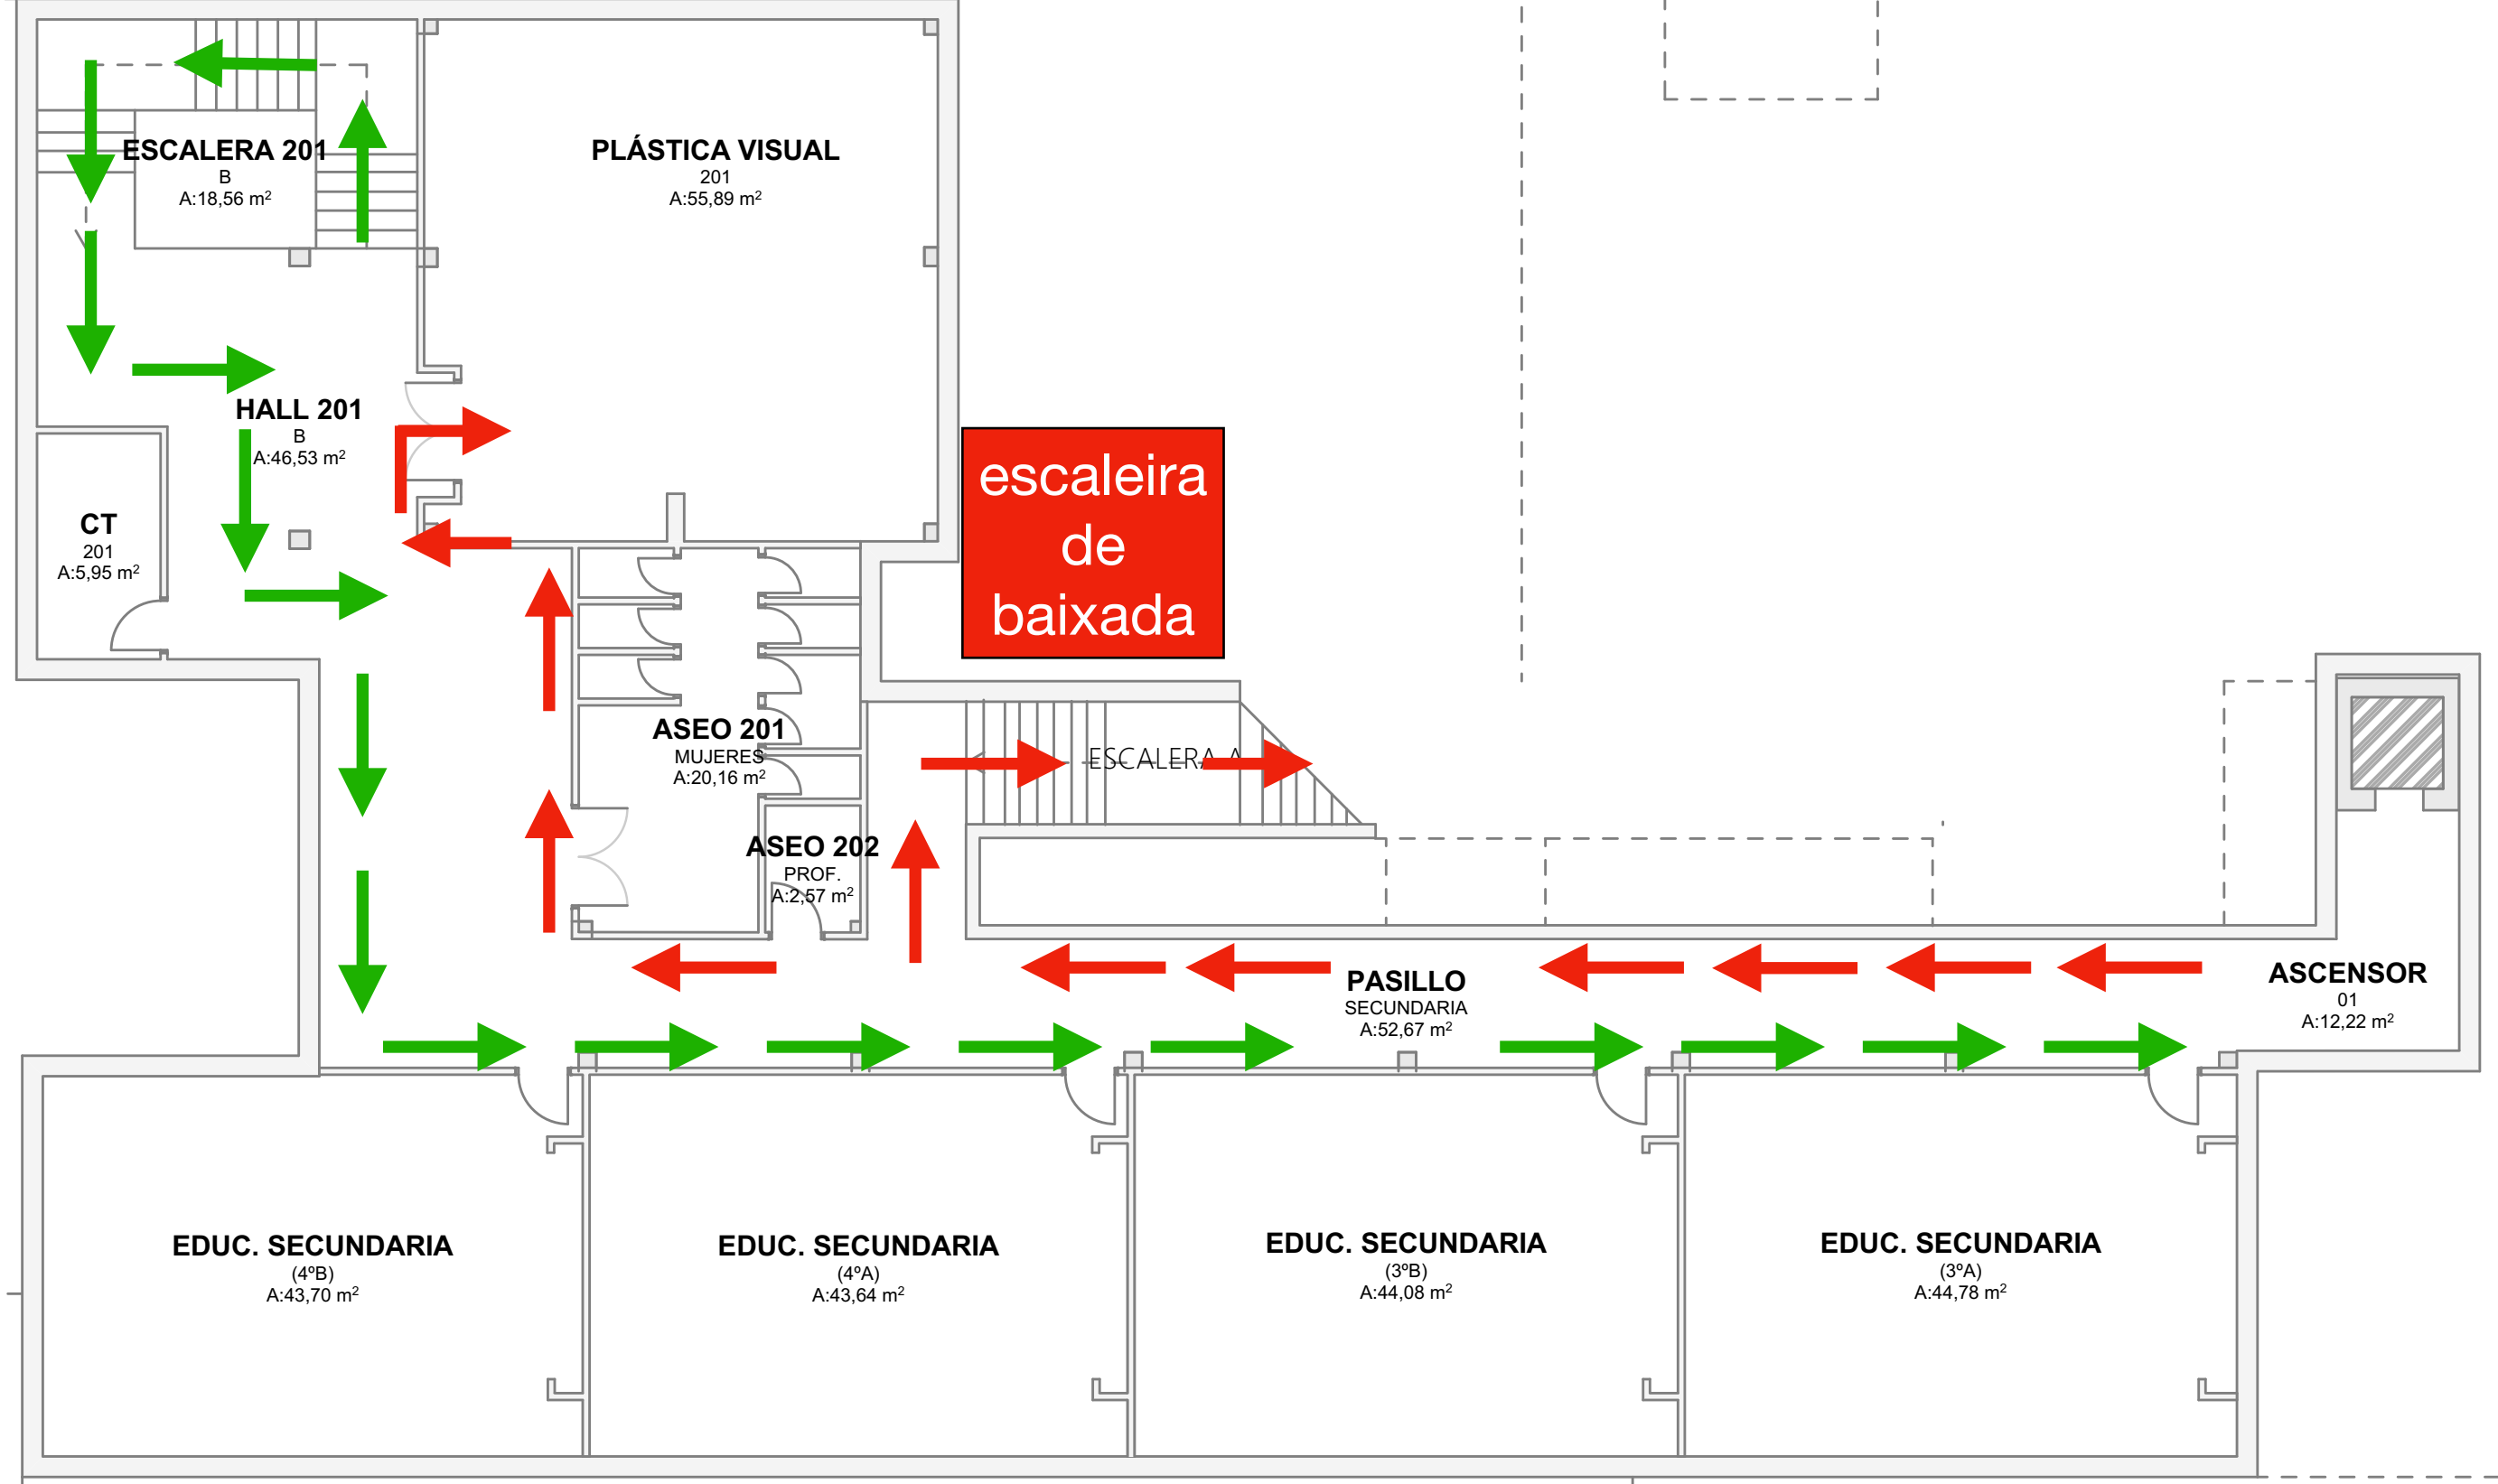 ESCALERA 201
B
A:18,56 m²
PLÁSTICA VISUAL
201
A:55,89 m²
HALL 201
B
A:46,53 m²
CT
201
A:5,95 m²
escaleira
de
baixada
ASEO 201
MUJERES
A:20,16 m²
ESCALERA A
ASEO 202
PROF.
A:2,57 m²
PASILLO
SECUNDARIA
A:52,67 m²
ASCENSOR
01
A:12,22 m²
EDUC. SECUNDARIA
(4ºB)
A:43,70 m²
EDUC. SECUNDARIA
(4ºA)
A:43,64 m²
EDUC. SECUNDARIA
(3ºB)
A:44,08 m²
EDUC. SECUNDARIA
(3ºA)
A:44,78 m²